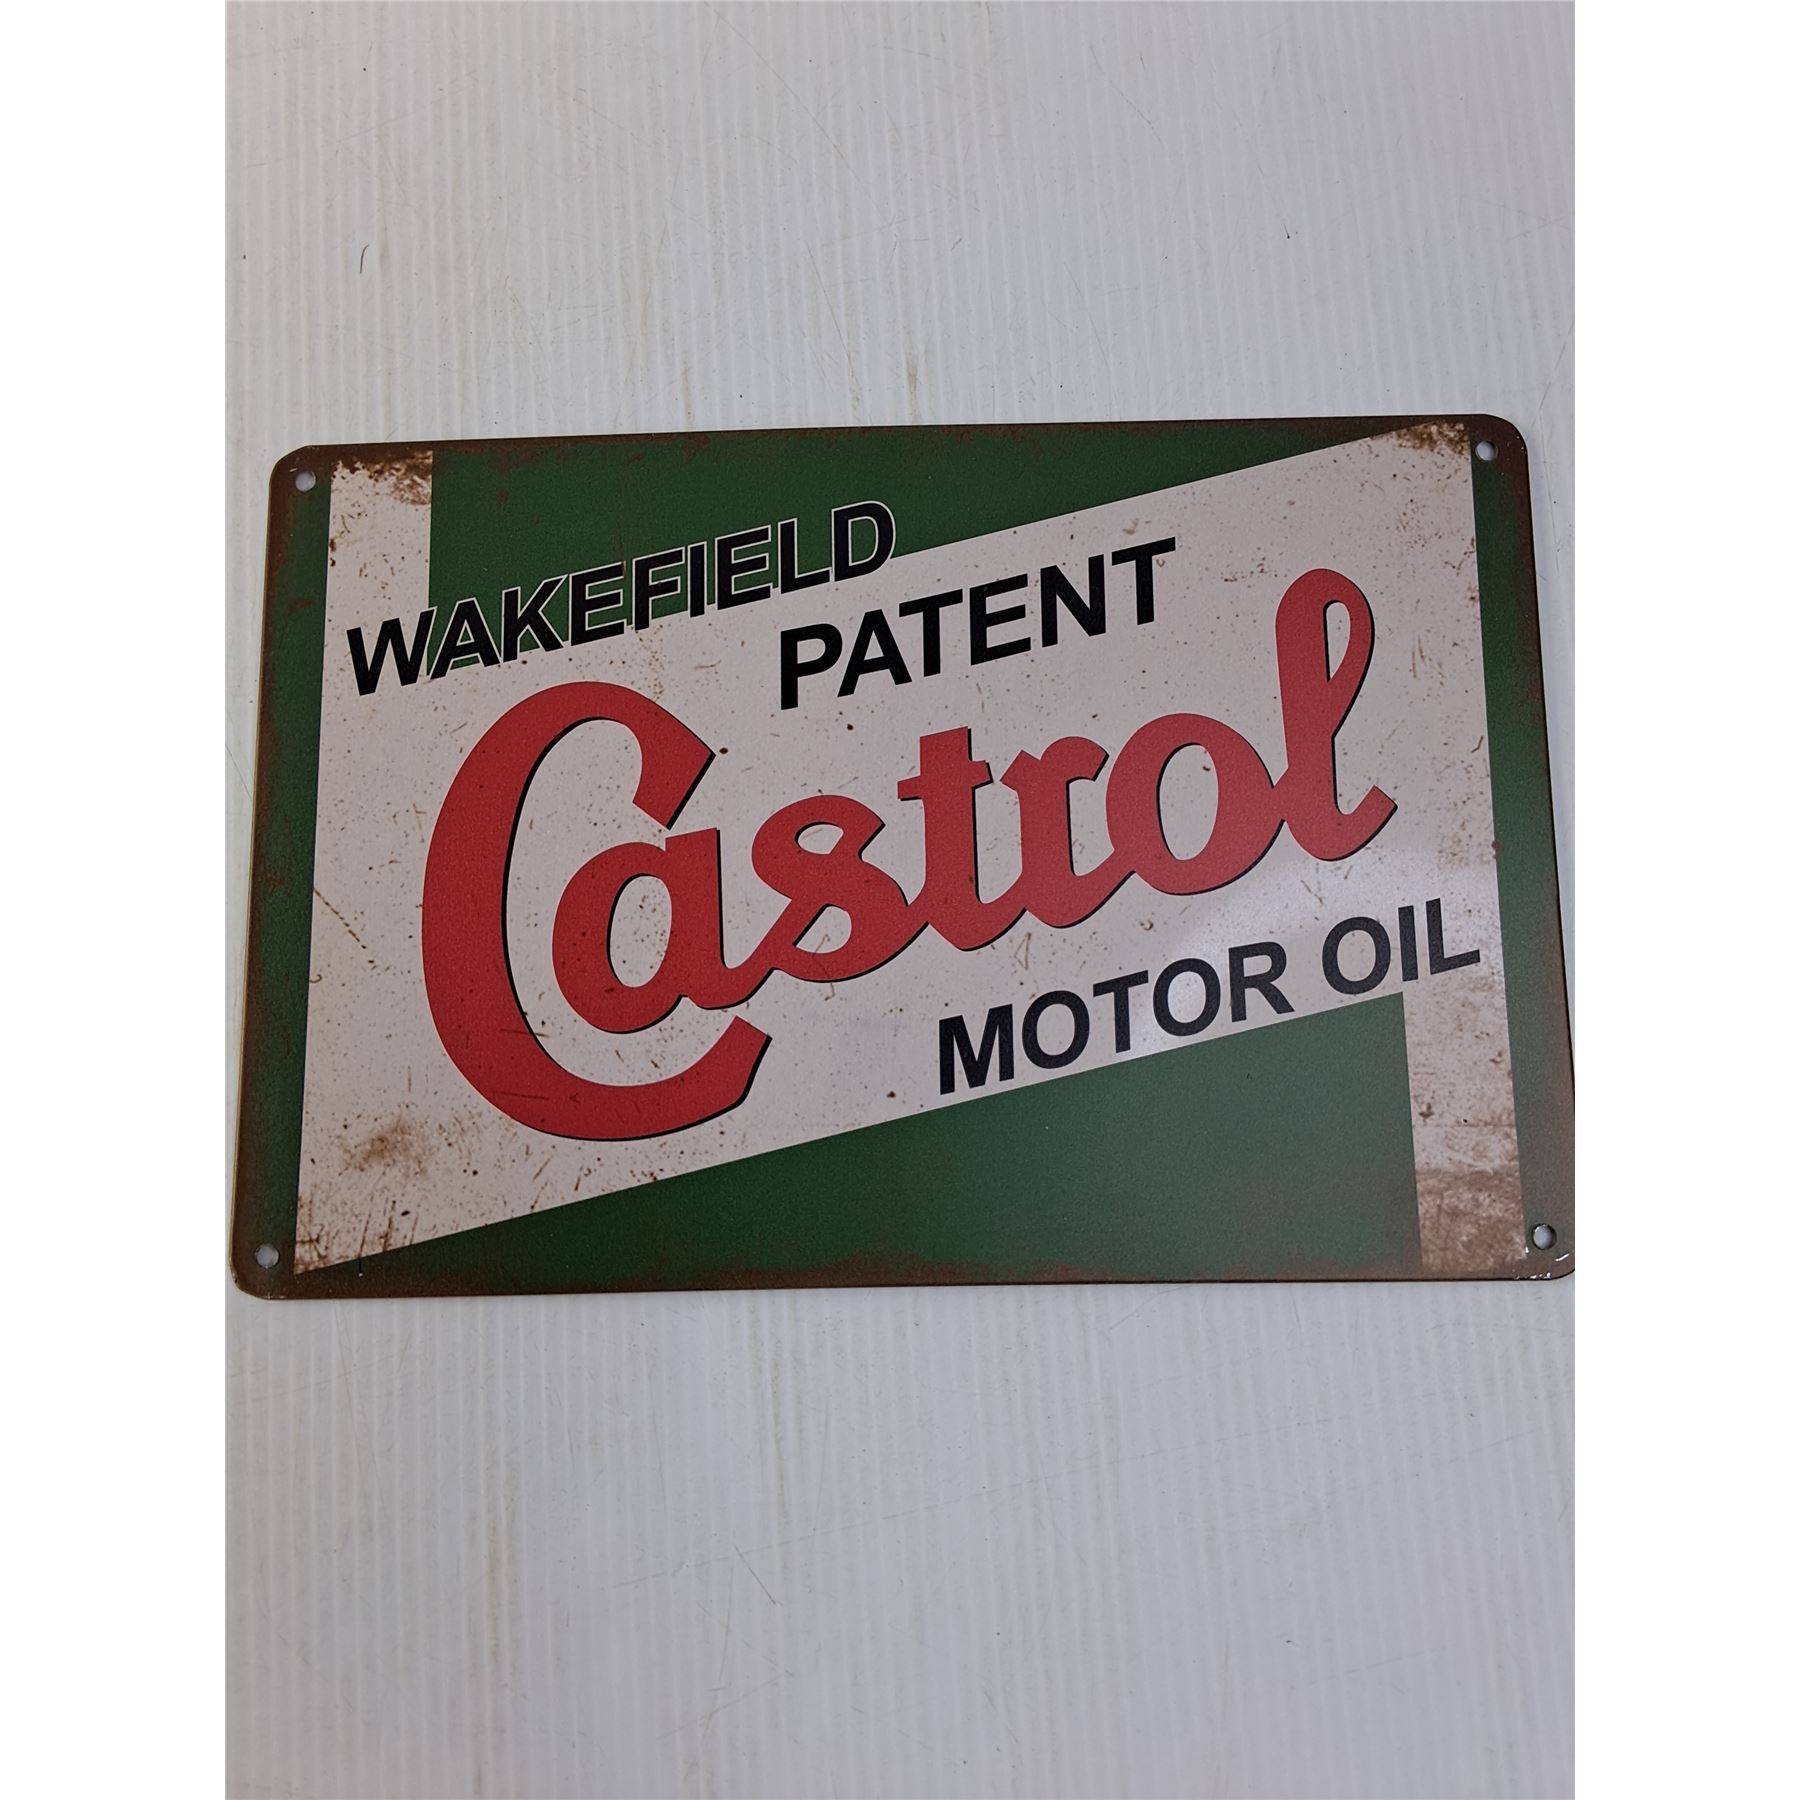 WAKEFIELD
PATENT
Castrol
MOTOR OIL